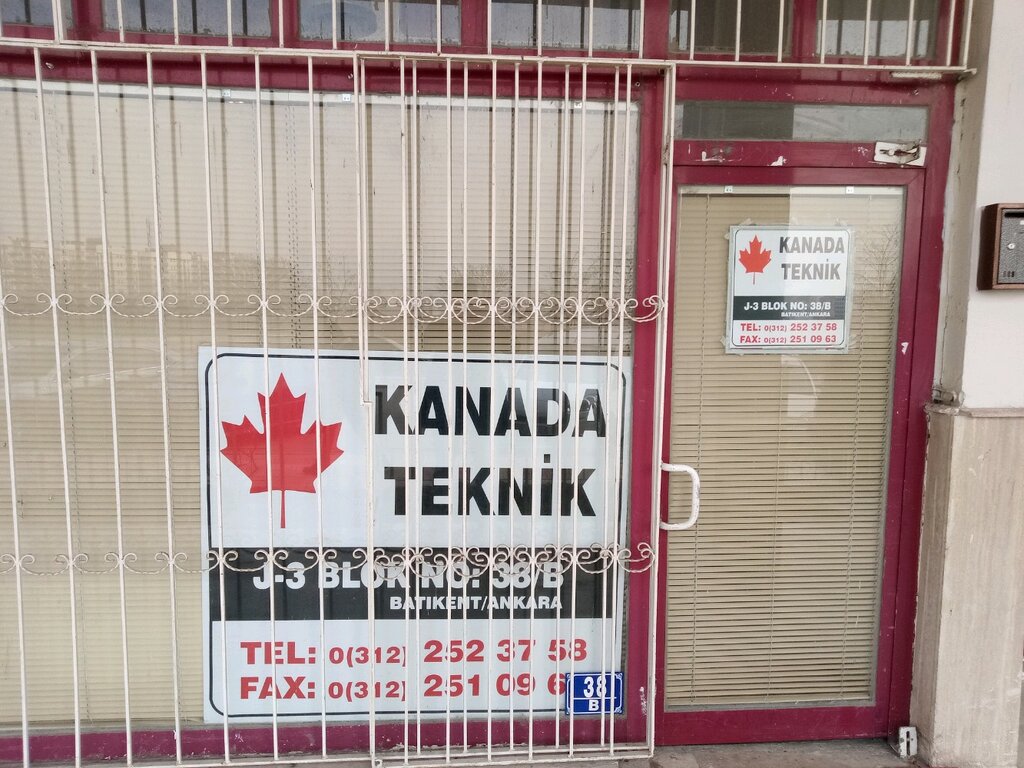 KANADA
TEKNİK
J-3 BLOK NO: 38/B
BATIKENT/ANKARA
TEL: 0(312) 252 37 58
FAX: 0(312) 251 09 6
38
B
KANADA
TEKNİK
J-3 BLOK NO: 38/B
BATIKENT/ANKARA
TEL: 0(312) 252 37 58
FAX: 0(312) 251 09 63